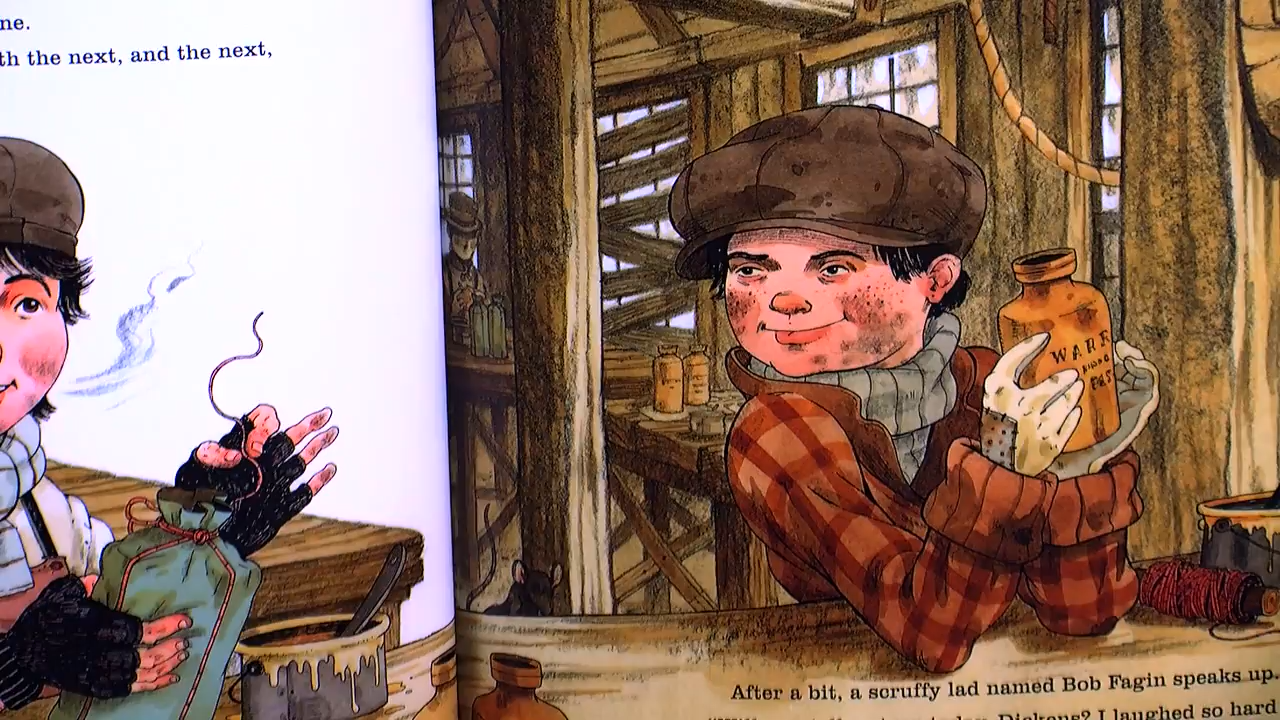 ne.
th the next, and the next,
WARR
After a bit, a scruffy lad named Bob Fagin speaks up.
Dickens? I laughed so hard